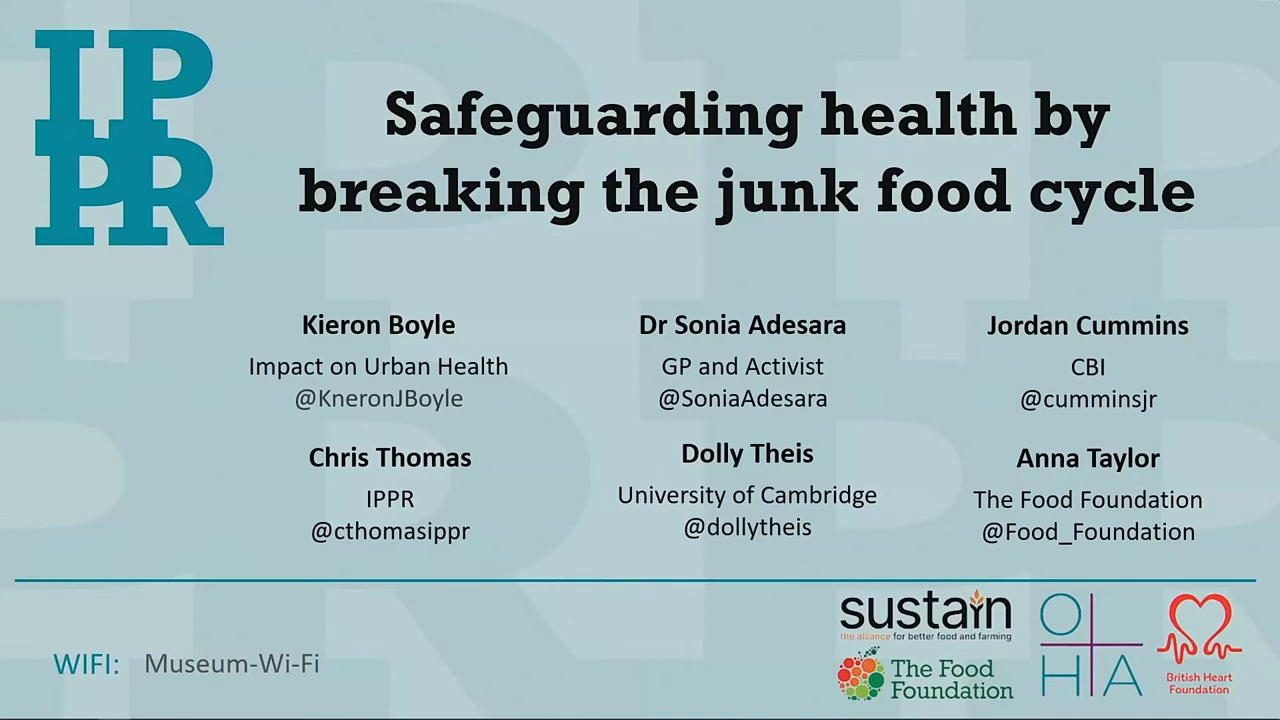 IP
PR
Safeguarding health by
breaking the junk food cycle
Kieron Boyle
Impact on Urban Health
@KneronJBoyle
Dr Sonia Adesara
GP and Activist
@SoniaAdesara
Jordan Cummins
CBI
@cumminsjr
Chris Thomas
IPPR
@cthomasippr
Dolly Theis
University of Cambridge
@dollytheis
Anna Taylor
The Food Foundation
@Food_Foundation
WIFI: Museum-Wi-Fi
sustain
the alliance for better food and farming
The Food
Foundation
O
HA
British Heart
Foundation